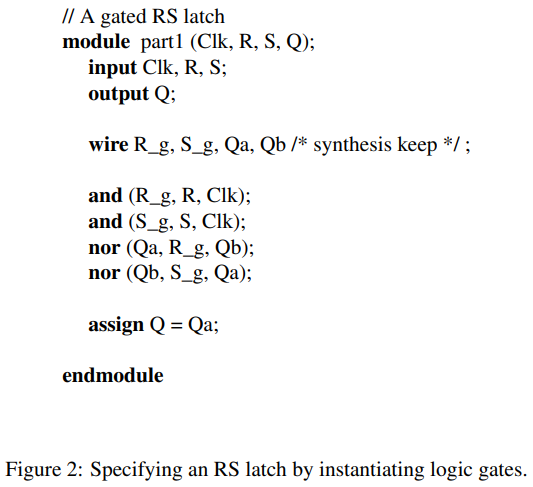 // A gated RS latch
module part1 (Clk, R, S, Q);
input Clk, R, S;
output Q;
wire R_g, S_g, Qa, Qb /* synthesis keep */ ;
and (R_g, R, Clk);
and (S_g, S, Clk);
nor (Qa, R_g, Qb);
nor (Qb, S_g, Qa);
assign Q = Qa;
endmodule
Figure 2: Specifying an RS latch by instantiating logic gates.